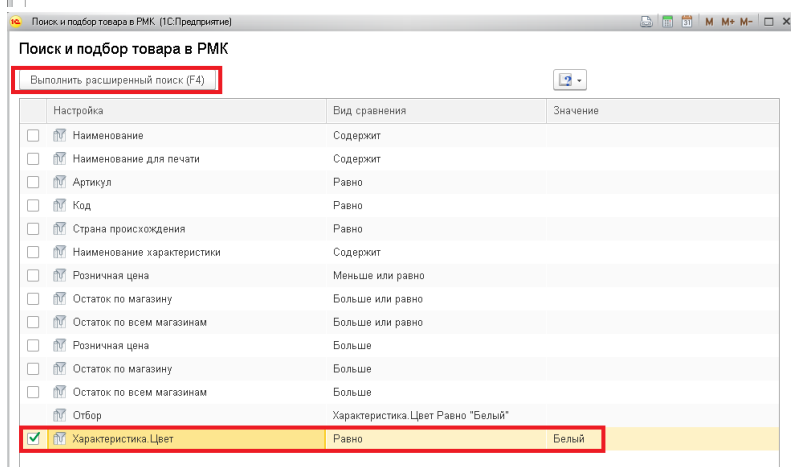 Поиск и подбор товара в РМК (1С:Предприятие) M M+ M-
Поиск и подбор товара в РМК
Выполнить расширенный поиск (F4)
Настройка Вид сравнения Значение
Наименование Содержит
Наименование для печати Содержит
Артикул Равно
Код Равно
Страна происхождения Равно
Наименование характеристики Содержит
Розничная цена Меньше или равно
Остаток по магазину Больше или равно
Остаток по всем магазинам Больше или равно
Розничная цена Больше
Остаток по магазину Больше
Остаток по всем магазинам Больше
Отбор Характеристика.Цвет Равно "Белый"
Характеристика.Цвет Равно Белый